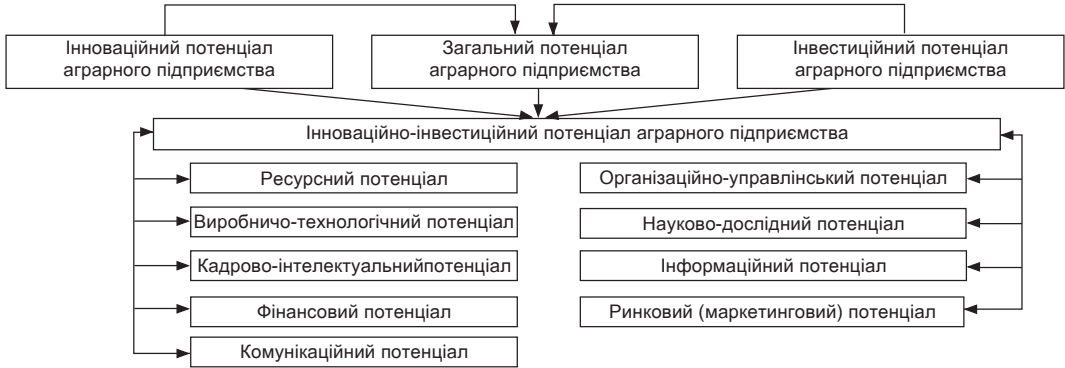 Інноваційний потенціал
аграрного підприємства
Загальний потенціал
аграрного підприємства
Інвестиційний потенціал
аграрного підприємства
Інноваційно-інвестиційний потенціал аграрного підприємства
Ресурсний потенціал
Виробничо-технологічний потенціал
Кадрово-інтелектуальнийпотенціал
Фінансовий потенціал
Комунікаційний потенціал
Організаційно-управлінський потенціал
Науково-дослідний потенціал
Інформаційний потенціал
Ринковий (маркетинговий) потенціал